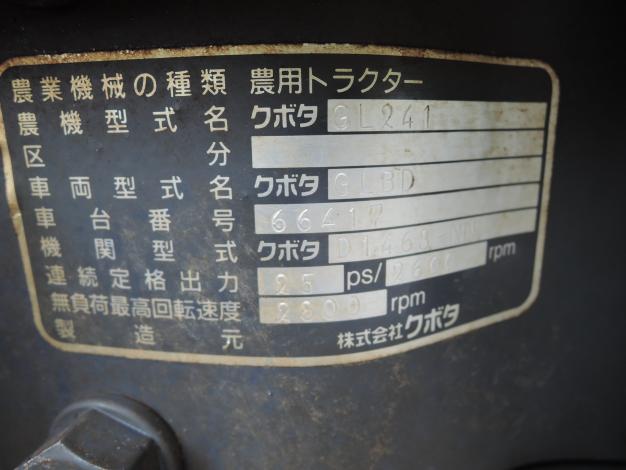 農業機械の種類 農用トラクター
農機型式名 クボタ GL241
区分
車両型式名 クボタ GLBD
車台番号 66417
機関型式 クボタ
連続定格出力 25 ps/ rpm
無負荷最高回転速度 2800 rpm
製造元 株式会社クボタ